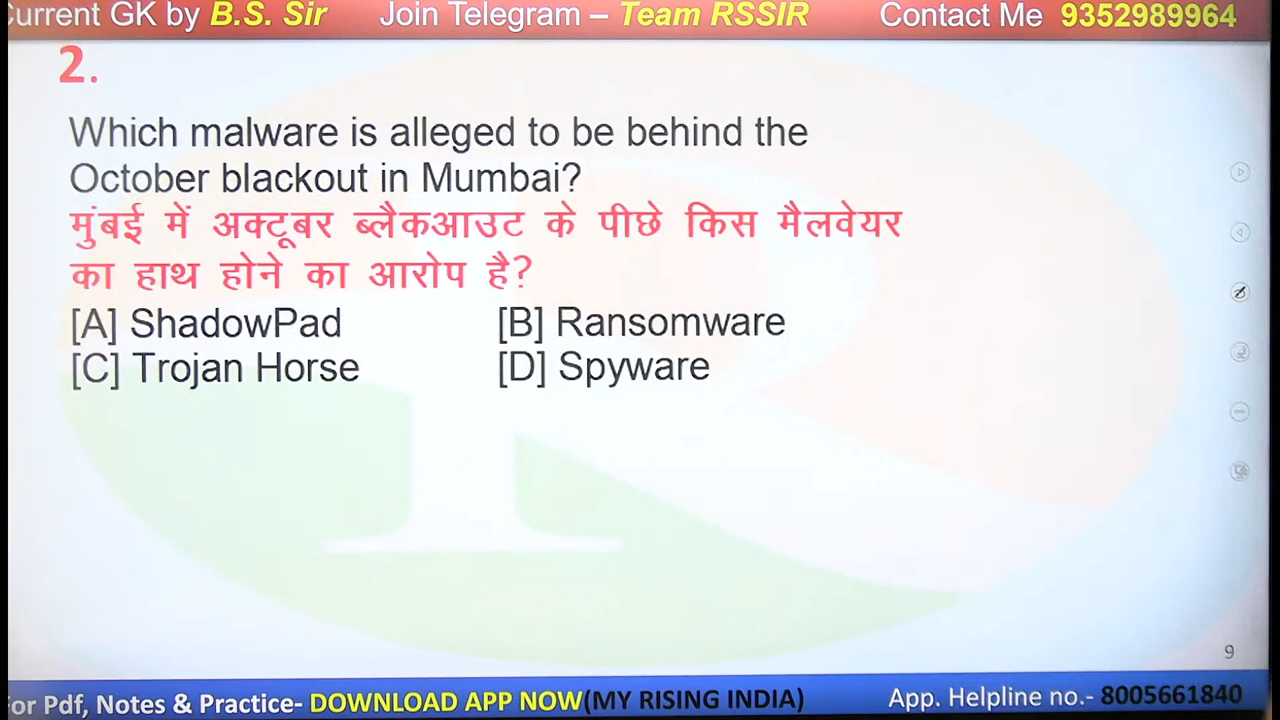 Current GK by B.S. Sir Join Telegram – Team RSSIR Contact Me 9352989964
2.
Which malware is alleged to be behind the
October blackout in Mumbai?
मुंबई में अक्टूबर ब्लैकआउट के पीछे किस मैलवेयर
का हाथ होने का आरोप है?
[A] ShadowPad [B] Ransomware
[C] Trojan Horse [D] Spyware
9
For Pdf, Notes & Practice- DOWNLOAD APP NOW(MY RISING INDIA) App. Helpline no.- 8005661840